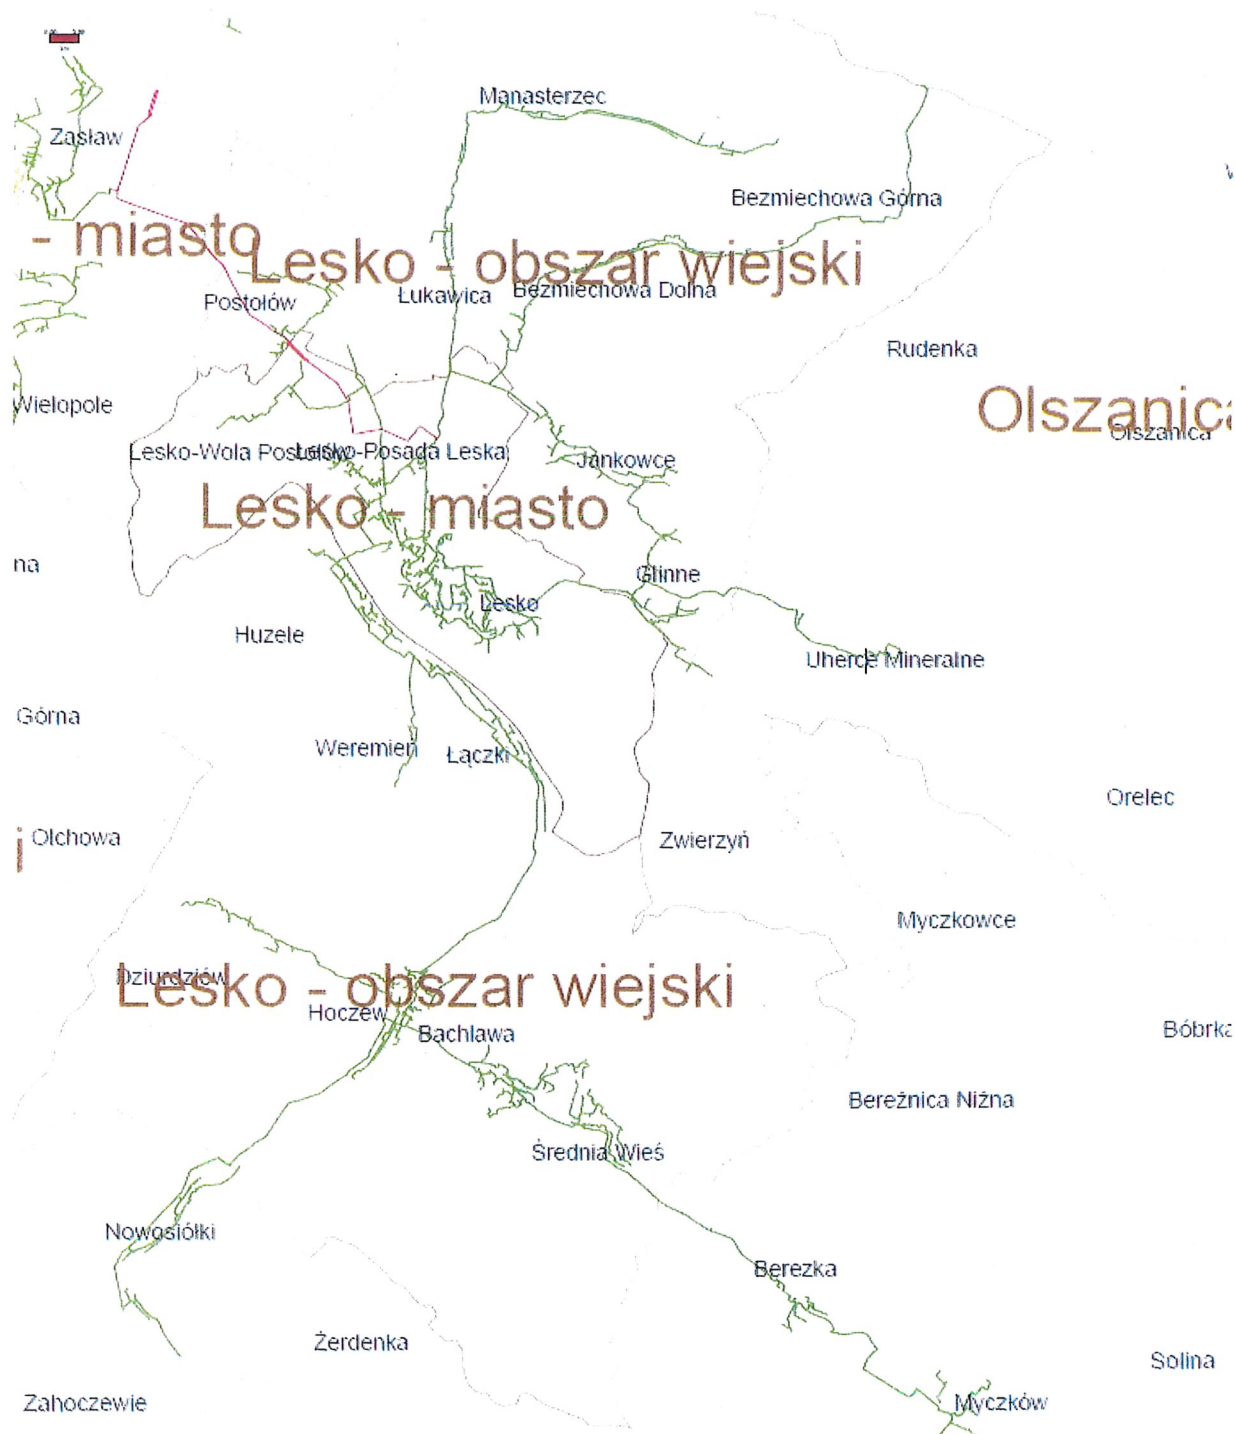 Manasterzec
Zasław
Bezmiechowa Górna
- miasto
Lesko - obszar wiejski
Postołów
Łukawica
Bezmiechowa Dolna
Rudenka
Wielopole
Olszanica
Olszanica
Lesko-Wola Postołów
Lesko-Posada Leska
Jankowce
Lesko - miasto
na
Glinne
Lesko
Huzele
Uherce Mineralne
Górna
Weremień
Łączki
Orelec
i
Olchowa
Zwierzyń
Myczkowce
Dziurdziów
Lesko - obszar wiejski
Hoczew
Bachlawa
Bóbrka
Bereźnica Niżna
Średnia Wieś
Nowosiółki
Berezka
Żerdenka
Solina
Zahoczewie
Myczków